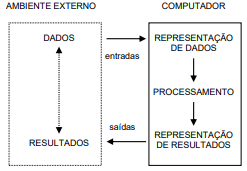 AMBIENTE EXTERNO
COMPUTADOR
DADOS
entradas
REPRESENTAÇÃO
DE DADOS
PROCESSAMENTO
saídas
RESULTADOS
REPRESENTAÇÃO
DE RESULTADOS